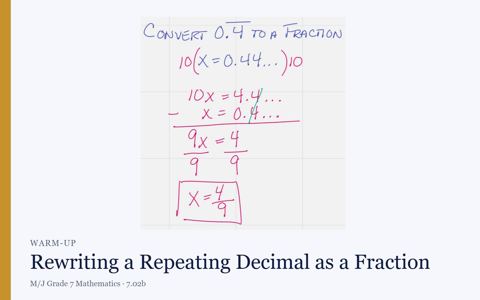 CONVERT 0.4̅ TO A FRACTION
10(X = 0.44...)10
10X = 4.4...
- X = 0.4...
9X = 4
9 9
X = 4/9
WARM-UP
Rewriting a Repeating Decimal as a Fraction
M/J Grade 7 Mathematics · 7.02b